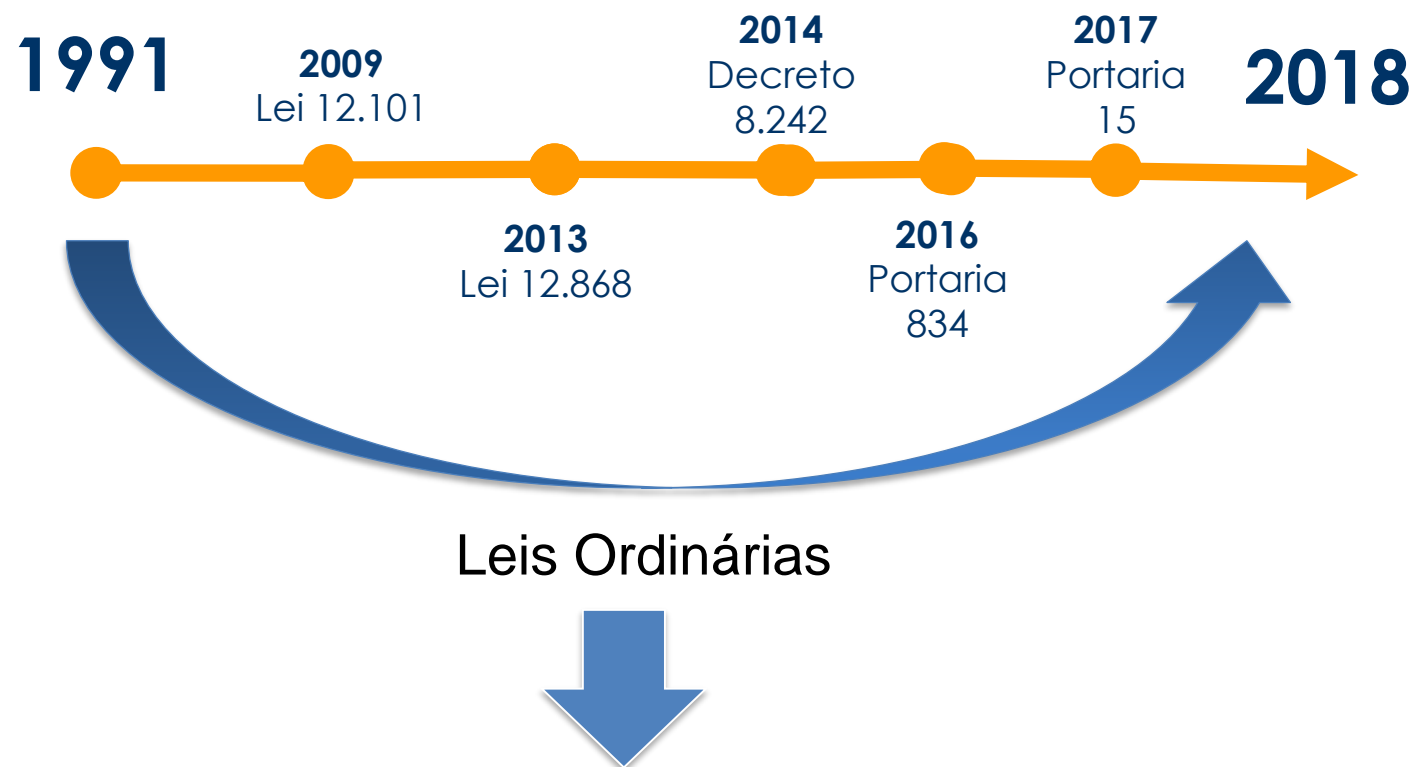 1991
2009
Lei 12.101
2013
Lei 12.868
2014
Decreto
8.242
2016
Portaria
834
2017
Portaria
15
2018
Leis Ordinárias